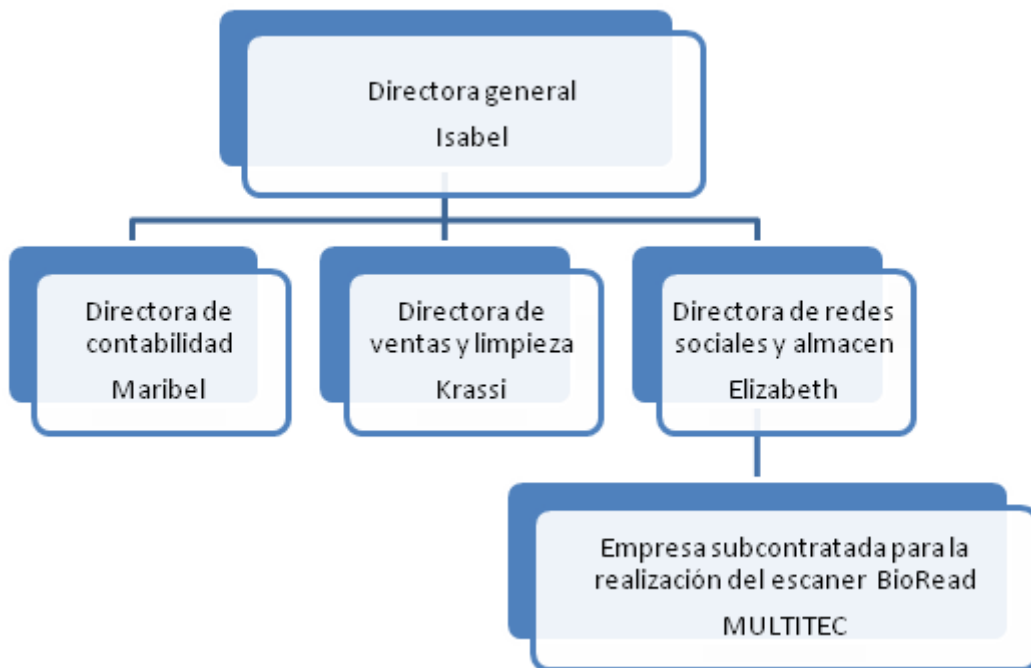 Directora general
Isabel
Directora de
contabilidad
Maribel
Directora de
ventas y limpieza
Krassi
Directora de redes
sociales y almacen
Elizabeth
Empresa subcontratada para la
realización del escaner BioRead
MULTITEC